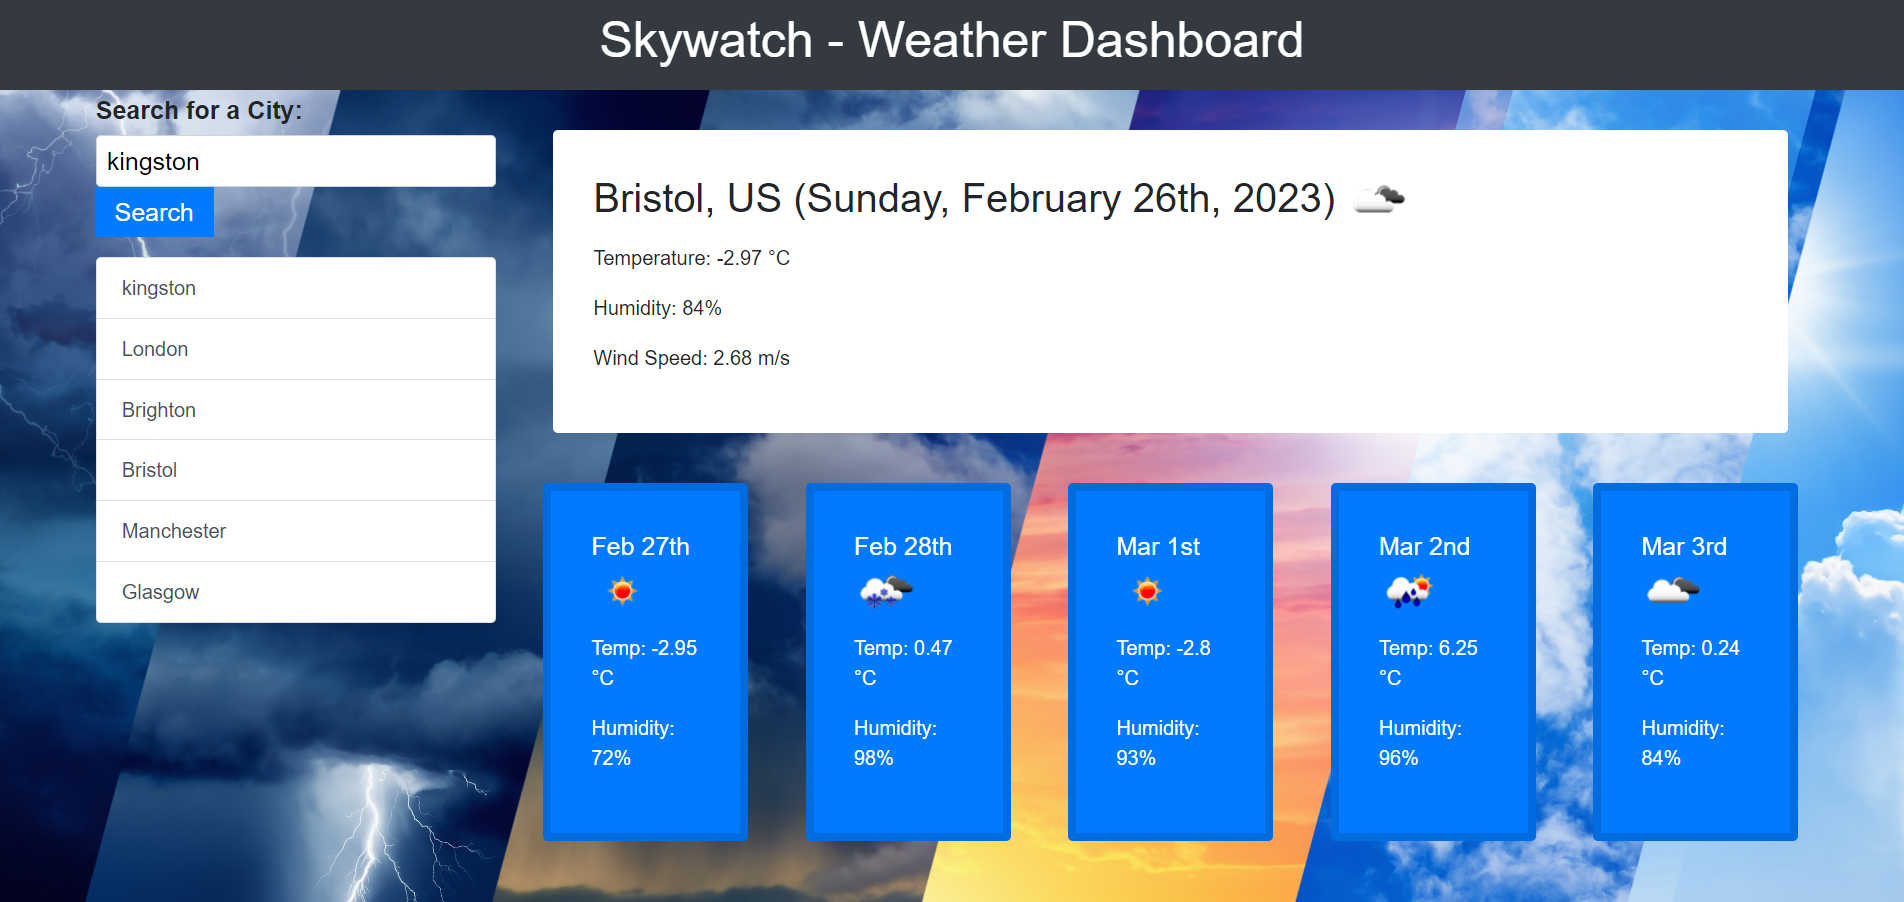 Skywatch - Weather Dashboard
Search for a City:
kingston
Search
kingston
London
Brighton
Bristol
Manchester
Glasgow
Bristol, US (Sunday, February 26th, 2023)
Temperature: -2.97 °C
Humidity: 84%
Wind Speed: 2.68 m/s
Feb 27th
Temp: -2.95
°C
Humidity:
72%
Feb 28th
Temp: 0.47
°C
Humidity:
98%
Mar 1st
Temp: -2.8
°C
Humidity:
93%
Mar 2nd
Temp: 6.25
°C
Humidity:
96%
Mar 3rd
Temp: 0.24
°C
Humidity:
84%